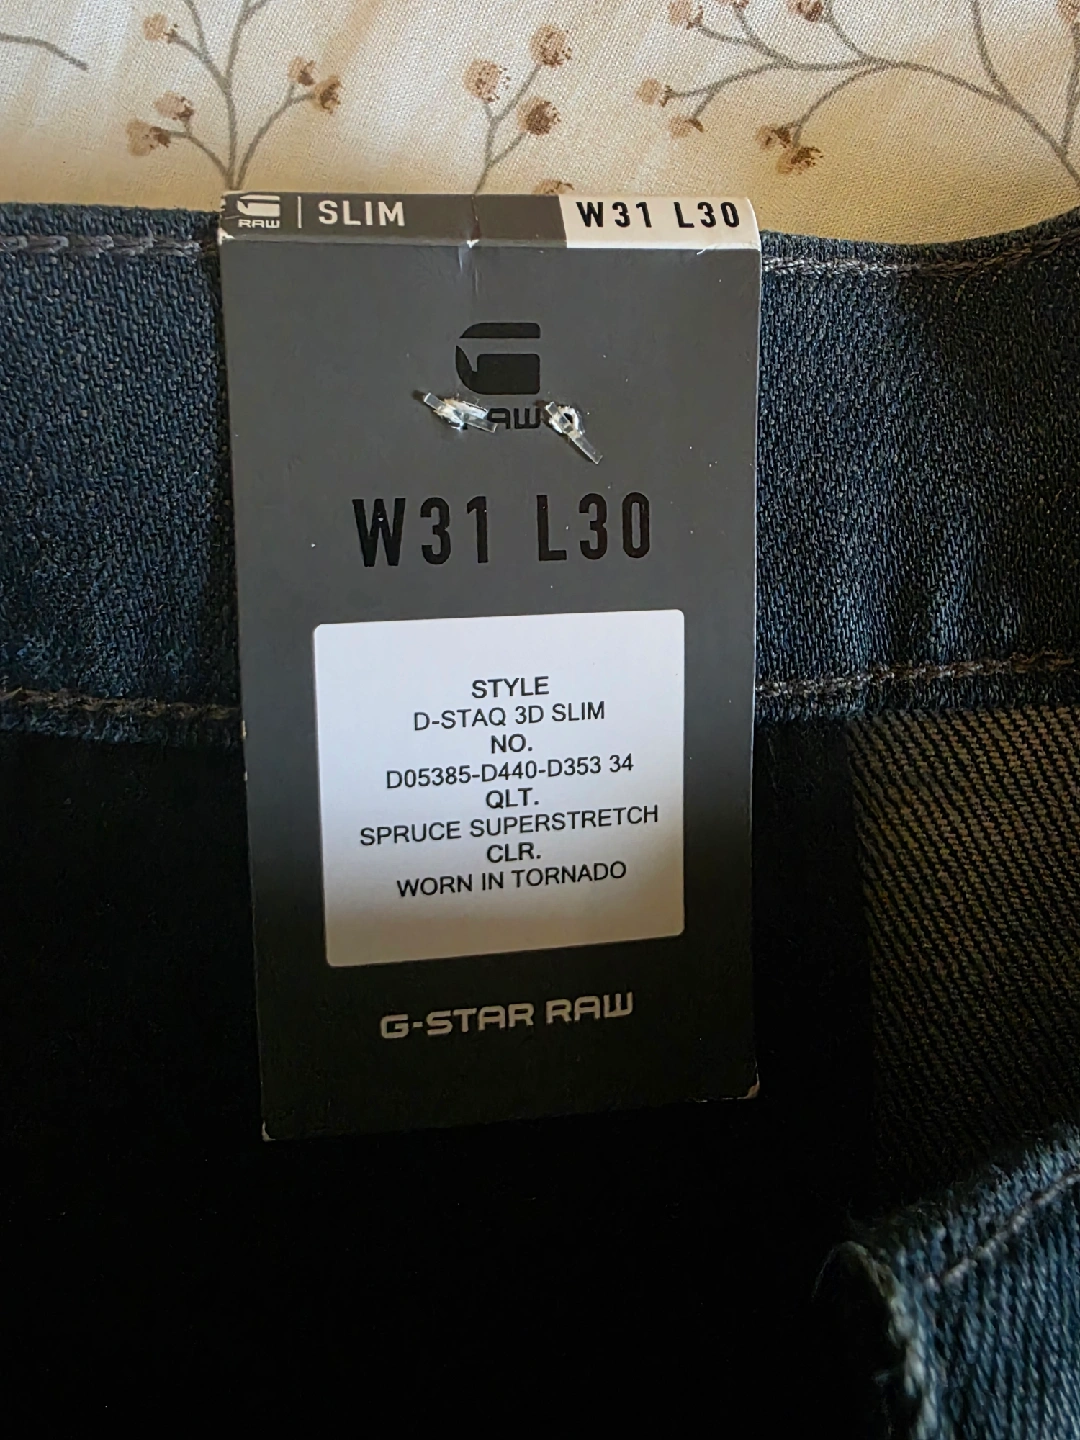 RAW | SLIM W31 L30
RAW
W31 L30
STYLE
D-STAQ 3D SLIM
NO.
D05385-D440-D353 34
QLT.
SPRUCE SUPERSTRETCH
CLR.
WORN IN TORNADO
G-STAR RAW